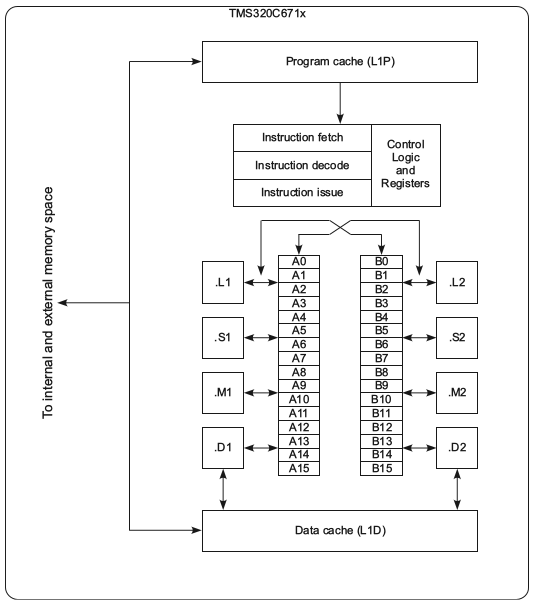 TMS320C671x
Program cache (L1P)
Instruction fetch
Instruction decode
Instruction issue
Control
Logic
and
Registers
To internal and external memory space
.L1
.S1
.M1
.D1
A0
A1
A2
A3
A4
A5
A6
A7
A8
A9
A10
A11
A12
A13
A14
A15
B0
B1
B2
B3
B4
B5
B6
B7
B8
B9
B10
B11
B12
B13
B14
B15
.L2
.S2
.M2
.D2
Data cache (L1D)